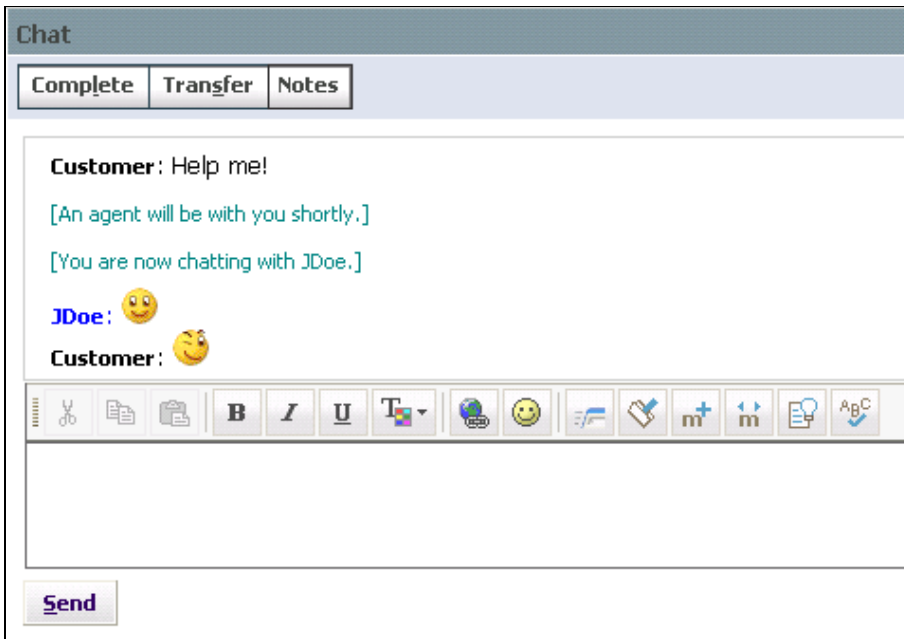 Chat
Complete Transfer Notes
Customer: Help me!
[An agent will be with you shortly.]
[You are now chatting with JDoe.]
JDoe:
Customer:
B I U T m m ABC
Send